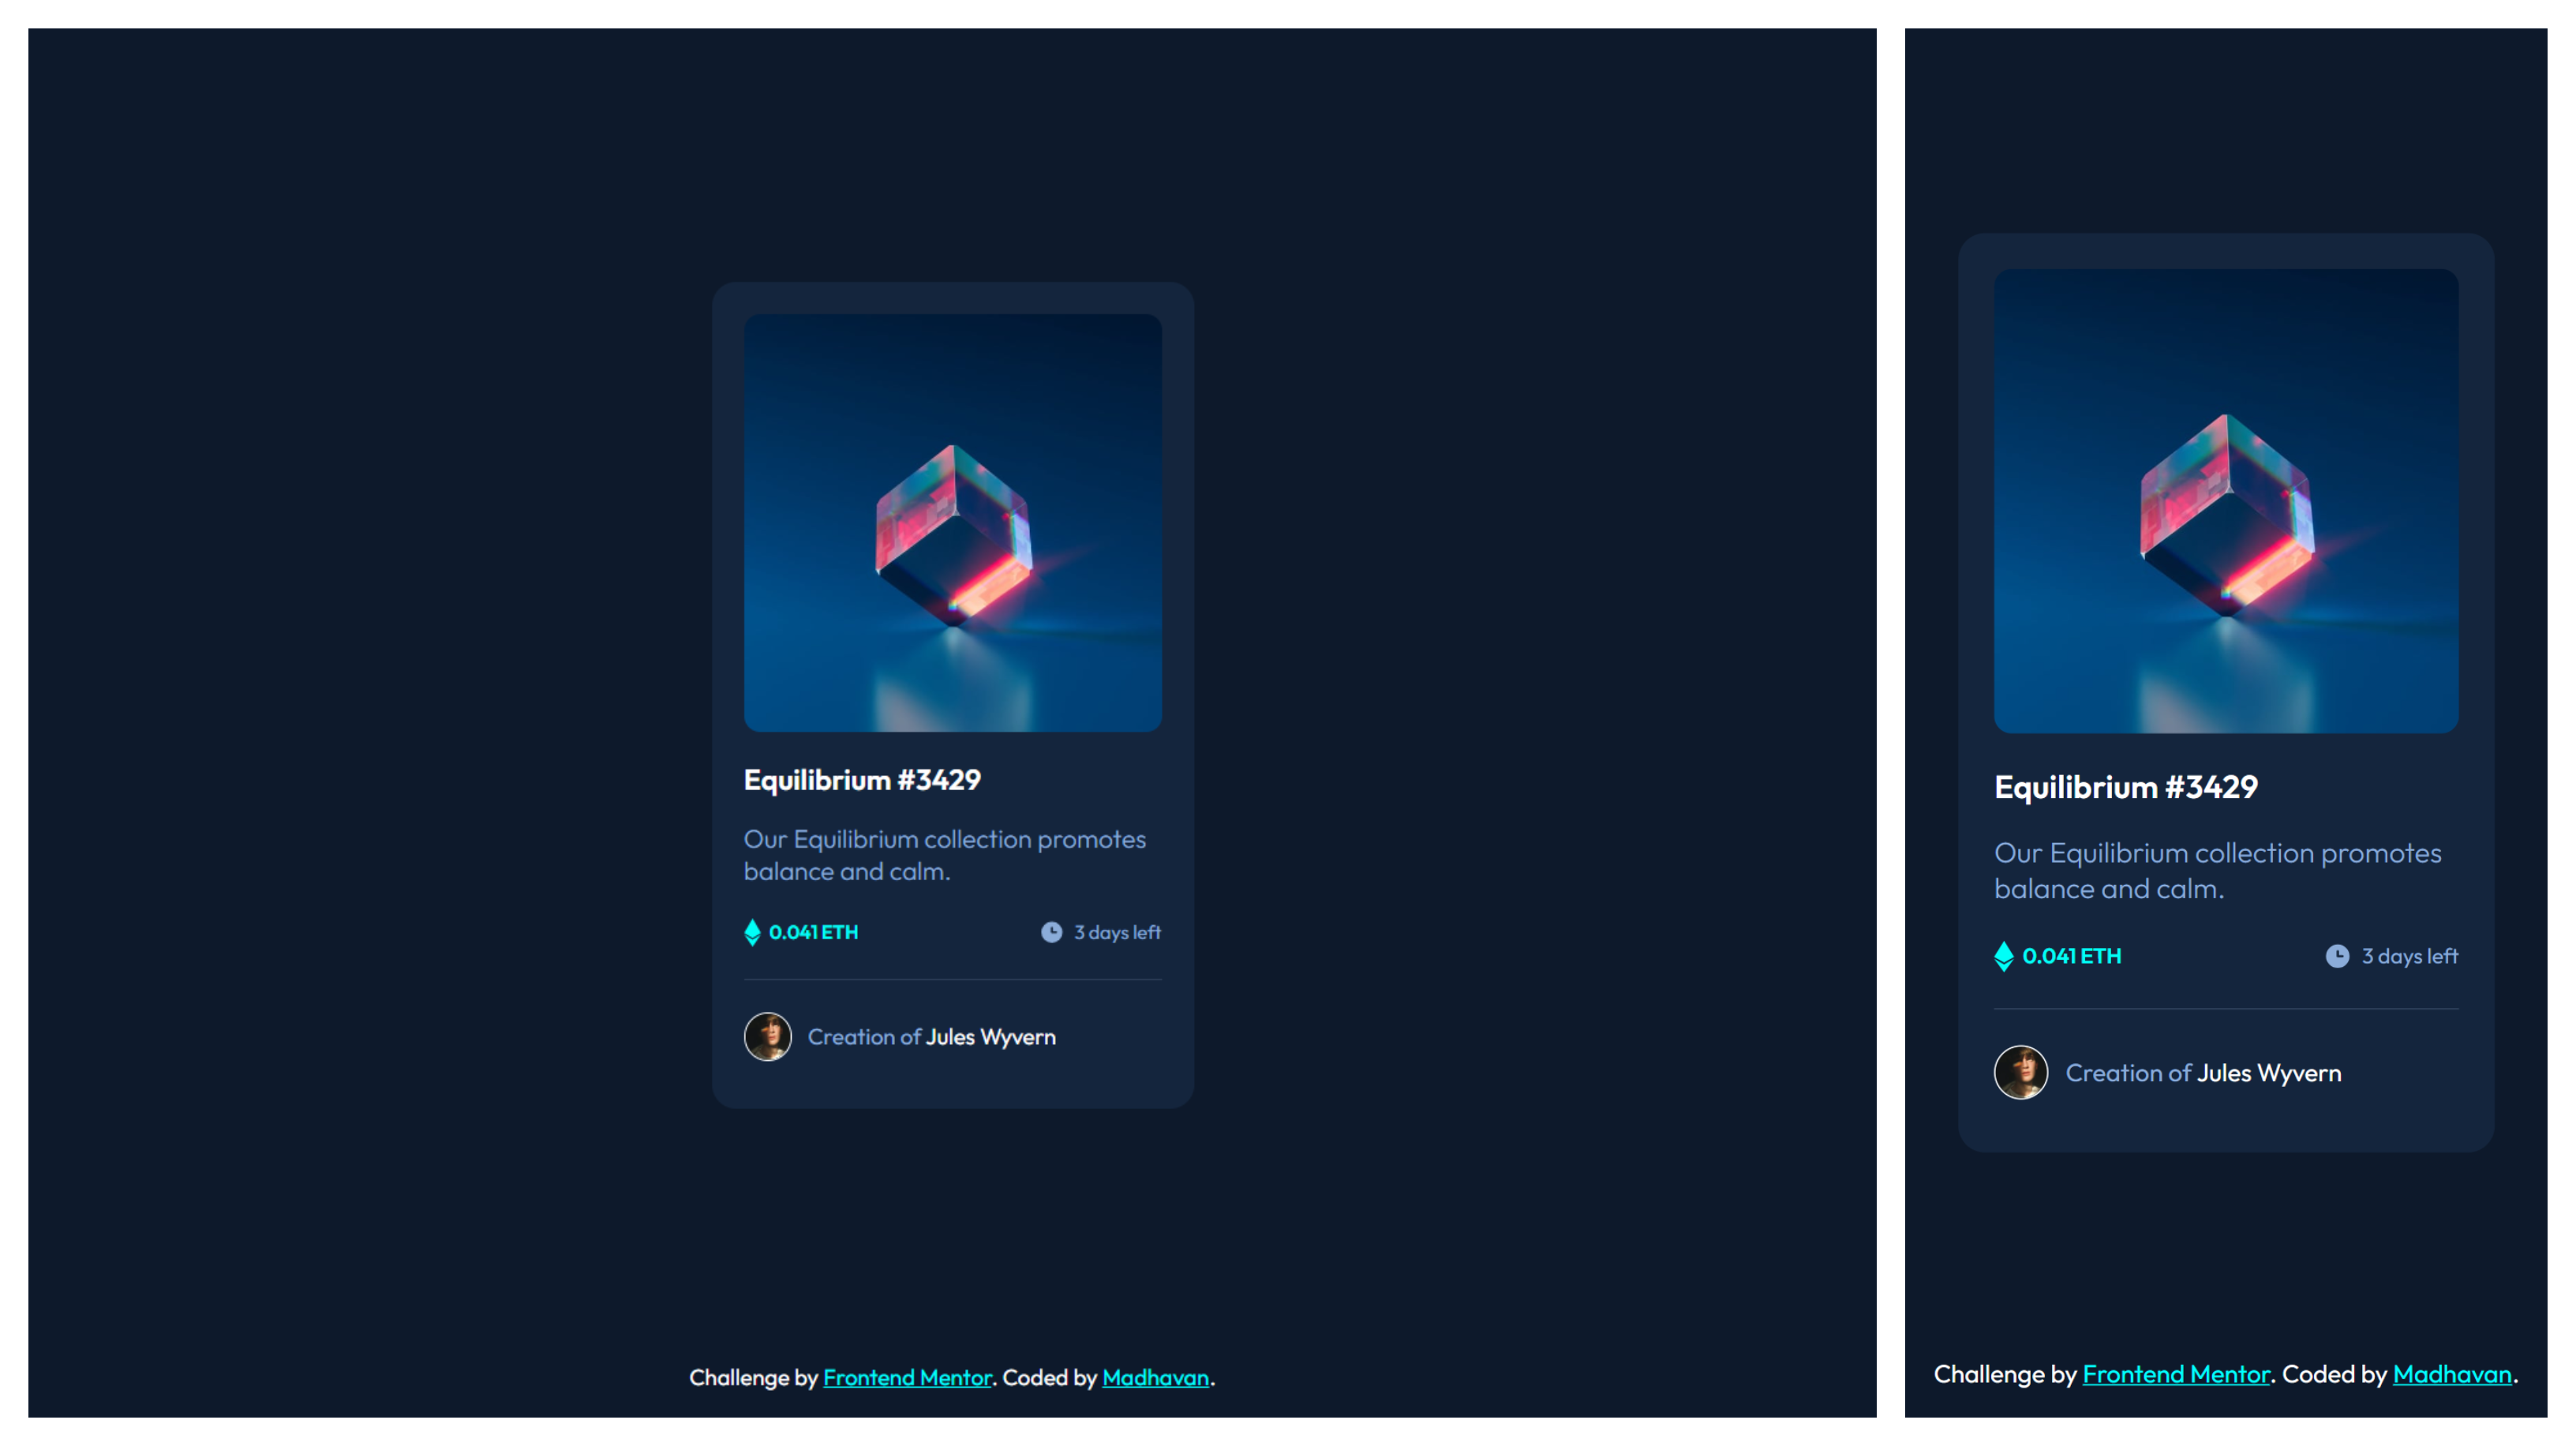 Equilibrium #3429
Our Equilibrium collection promotes
balance and calm.
0.041 ETH
3 days left
Creation of Jules Wyvern
Challenge by Frontend Mentor. Coded by Madhavan.
Equilibrium #3429
Our Equilibrium collection promotes
balance and calm.
0.041 ETH
3 days left
Creation of Jules Wyvern
Challenge by Frontend Mentor. Coded by Madhavan.